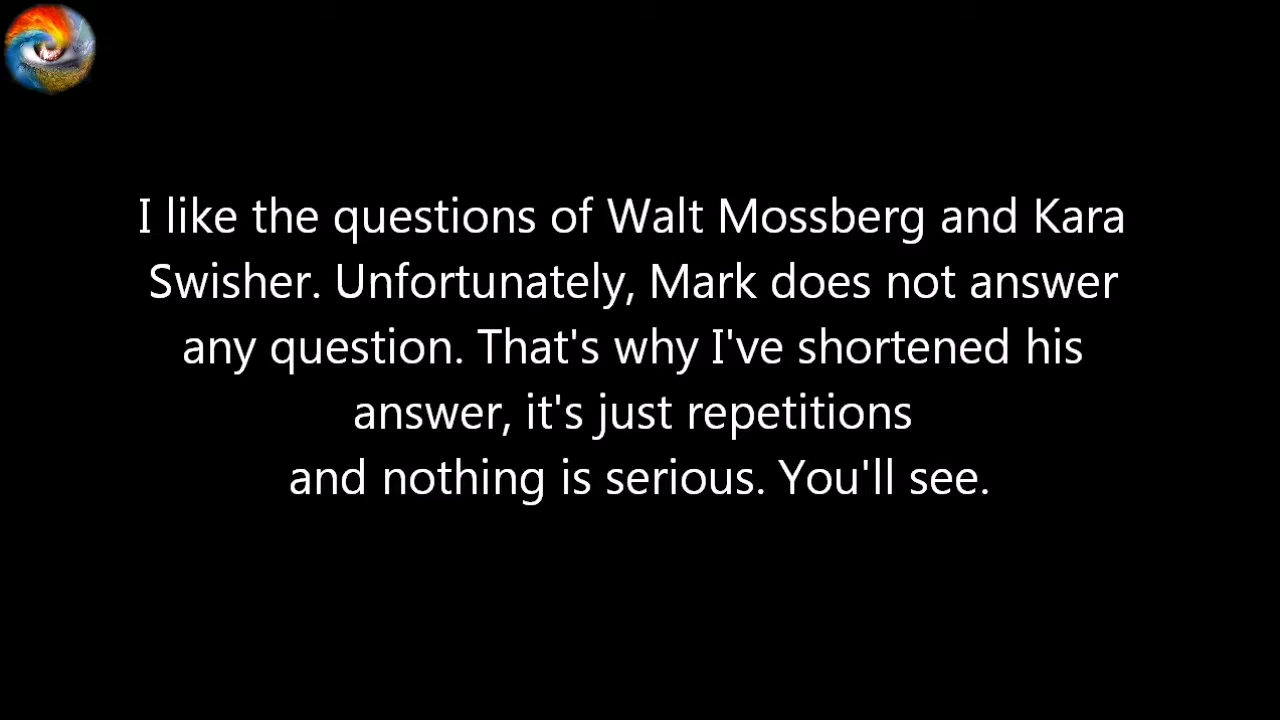 I like the questions of Walt Mossberg and Kara
Swisher. Unfortunately, Mark does not answer
any question. That's why I've shortened his
answer, it's just repetitions
and nothing is serious. You'll see.